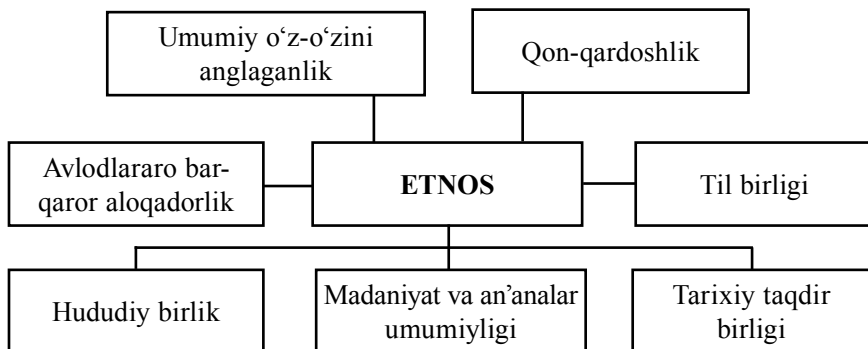 Umumiy o‘z-o‘zini
anglaganlik
Qon-qardoshlik
Avlodlararo bar-
qaror aloqadorlik
ETNOS
Til birligi
Hududiy birlik
Madaniyat va an’analar
umumiyligi
Tarixiy taqdir
birligi